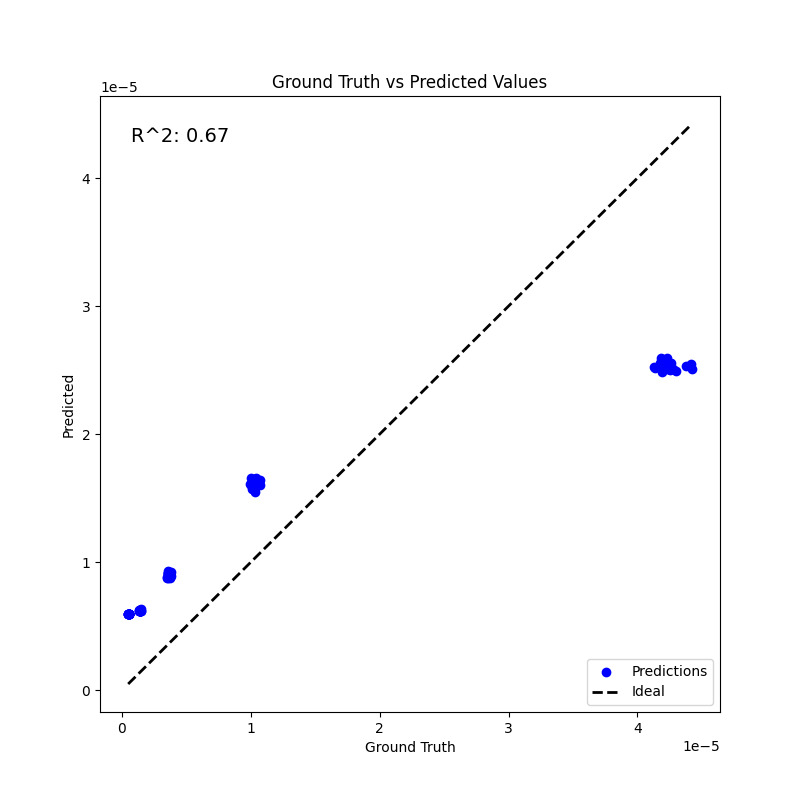 Ground Truth vs Predicted Values
1e−5
R^2: 0.67
4
3
2
1
0
Predicted
Predictions
Ideal
0 1 2 3 4
1e−5
Ground Truth